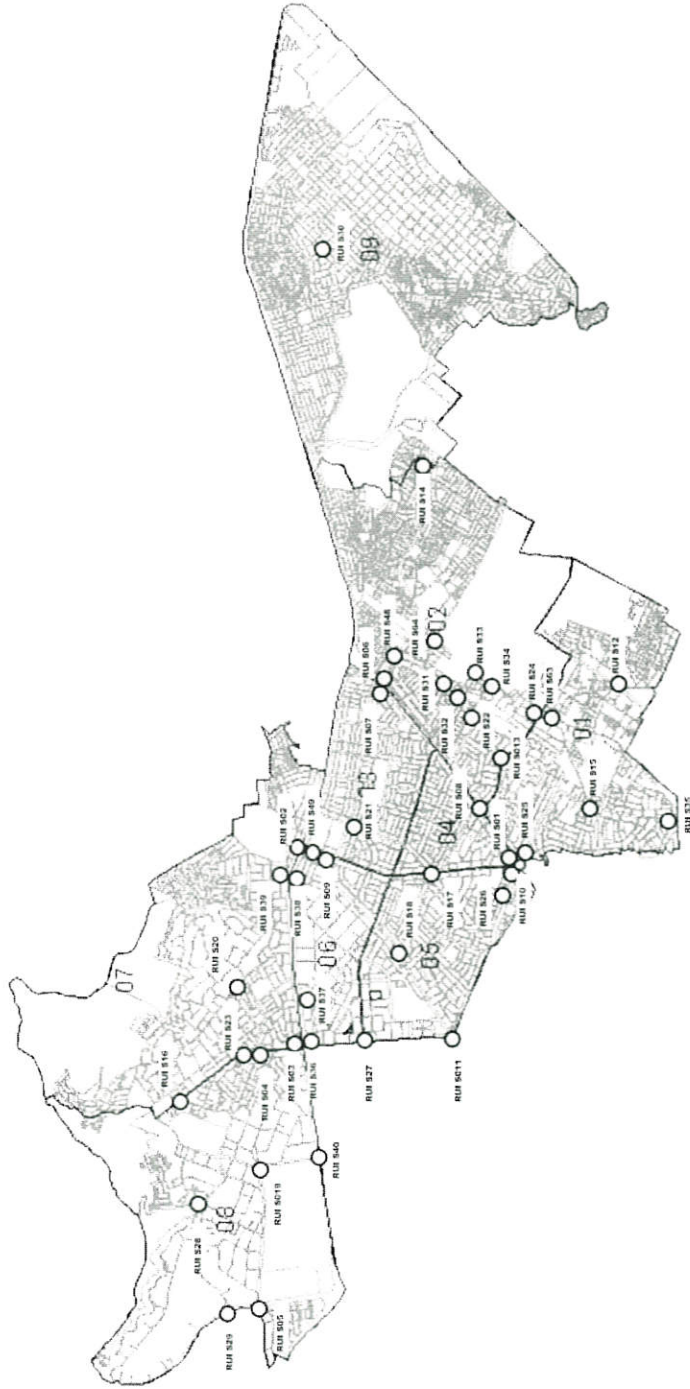 RUI S30
09
RUI S14
RUI S48
RUI S06
RUI S64
02
RUI S07
RUI S31
RUI S33
RUI S34
RUI S32
RUI S22
RUI S24
RUI S63
RUI S12
01
RUI S013
RUI S08
RUI S15
RUI S35
RUI S01
RUI S25
RUI S02
RUI S49
RUI S21
04
RUI S39
RUI S38
RUI S09
RUI S17
RUI S26
RUI S10
07
RUI S20
06
RUI S18
05
RUI S37
RUI S23
RUI S16
RUI S04
RUI S03
RUI S36
RUI S27
RUI S011
RUI S40
RUI S019
RUI S28
08
RUI S29
RUI S05